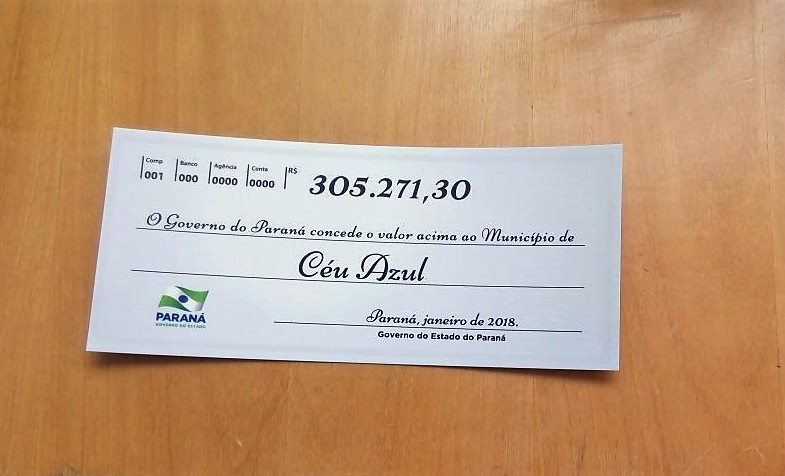 Comp Banco Agência Conta R$
001 000 0000 0000 305.271,30
O Governo do Paraná concede o valor acima ao Município de
Céu Azul
PARANÁ
GOVERNO DO ESTADO
Paraná, janeiro de 2018.
Governo do Estado do Paraná